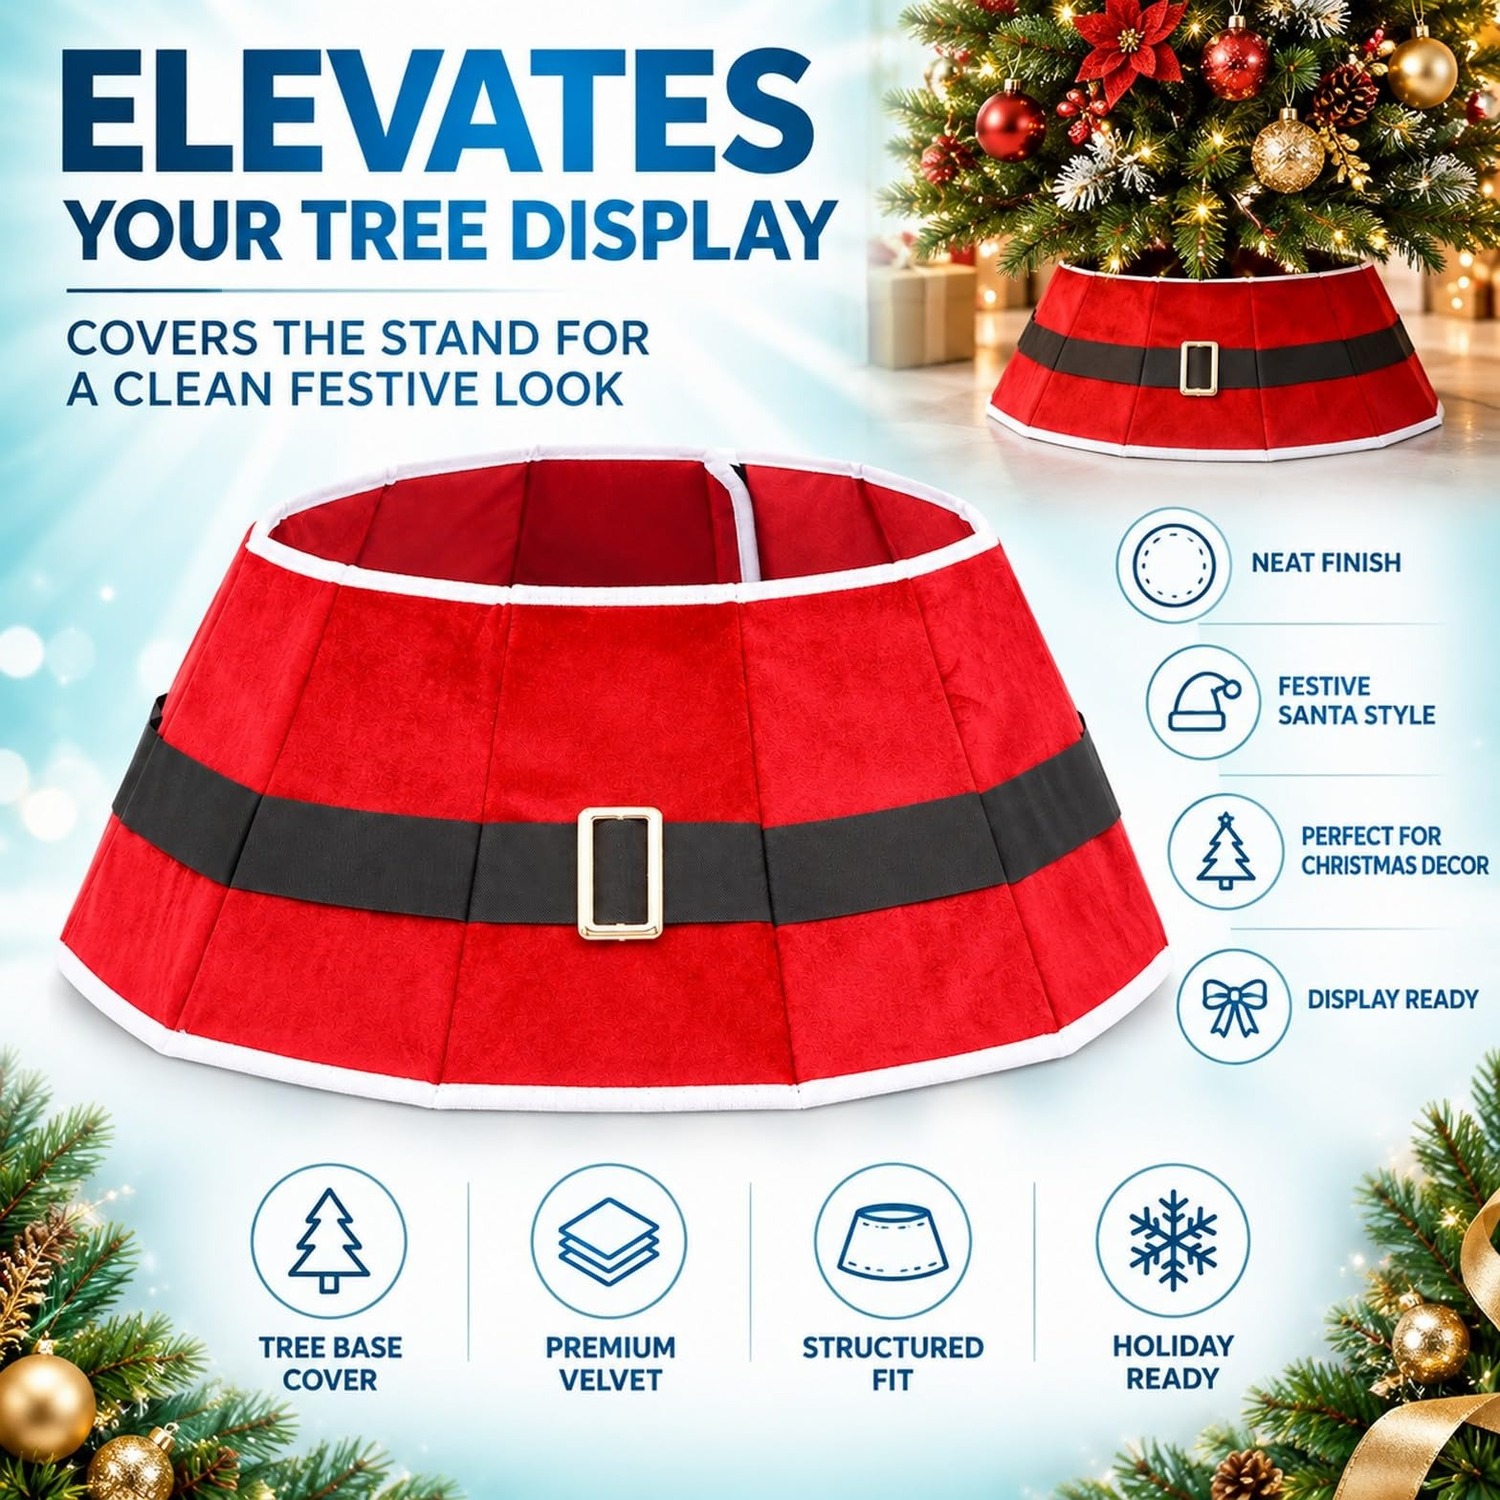 ELEVATES
YOUR TREE DISPLAY
COVERS THE STAND FOR
A CLEAN FESTIVE LOOK
NEAT FINISH
FESTIVE
SANTA STYLE
PERFECT FOR
CHRISTMAS DECOR
DISPLAY READY
TREE BASE
COVER
PREMIUM
VELVET
STRUCTURED
FIT
HOLIDAY
READY